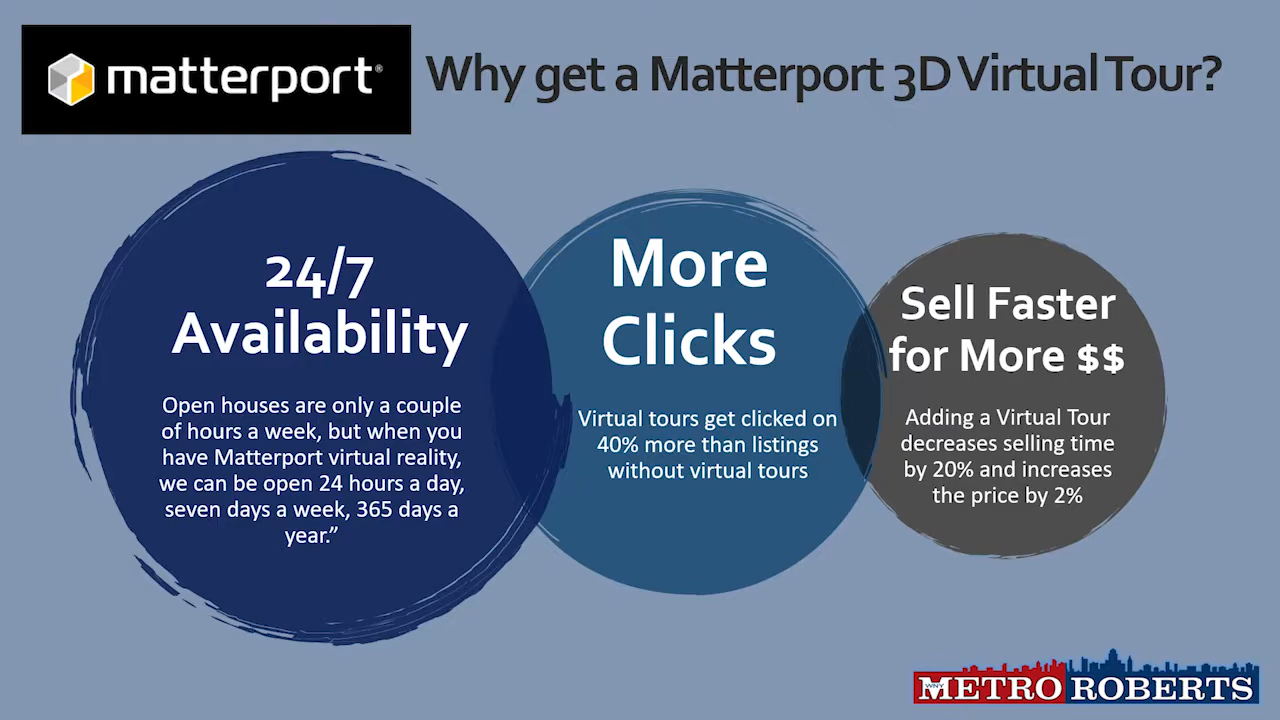 matterport®
Why get a Matterport 3D Virtual Tour?
24/7
Availability
Open houses are only a couple
of hours a week, but when you
have Matterport virtual reality,
we can be open 24 hours a day,
seven days a week, 365 days a
year.”
More
Clicks
Virtual tours get clicked on
40% more than listings
without virtual tours
Sell Faster
for More $$
Adding a Virtual Tour
decreases selling time
by 20% and increases
the price by 2%
WNY
METRO ROBERTS